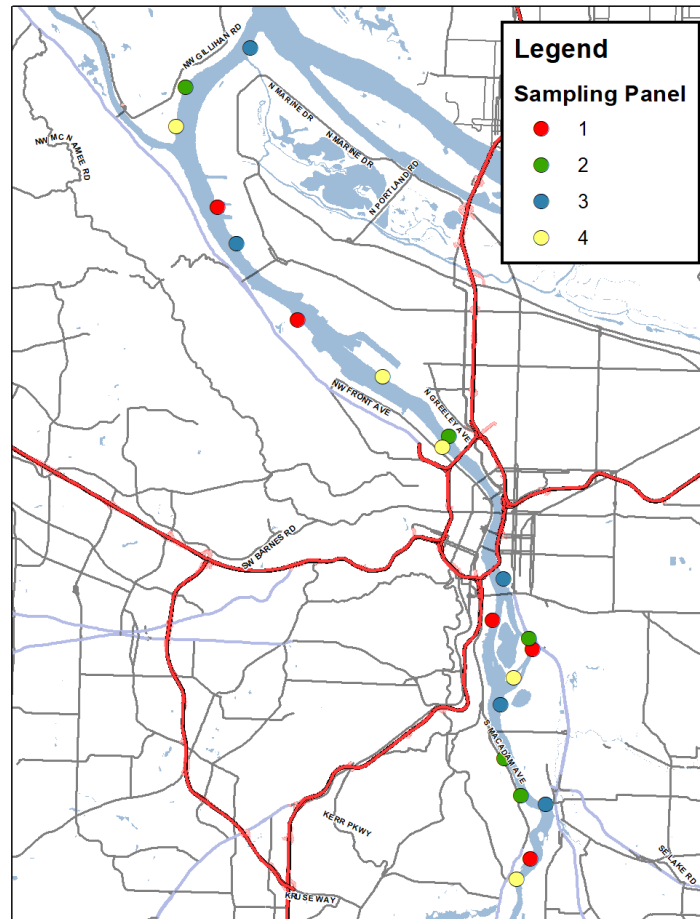 Legend
Sampling Panel
1
2
3
4
NW GILLIHAN RD
N MARINE DR
N MARINE DR
N PORTLAND RD
NW MC NAMEE RD
NW FRONT AVE
N GREELEY AVE
SW BARNES RD
S MACADAM AVE
KERR PKWY
SE LAKE RD
KRUSE WAY